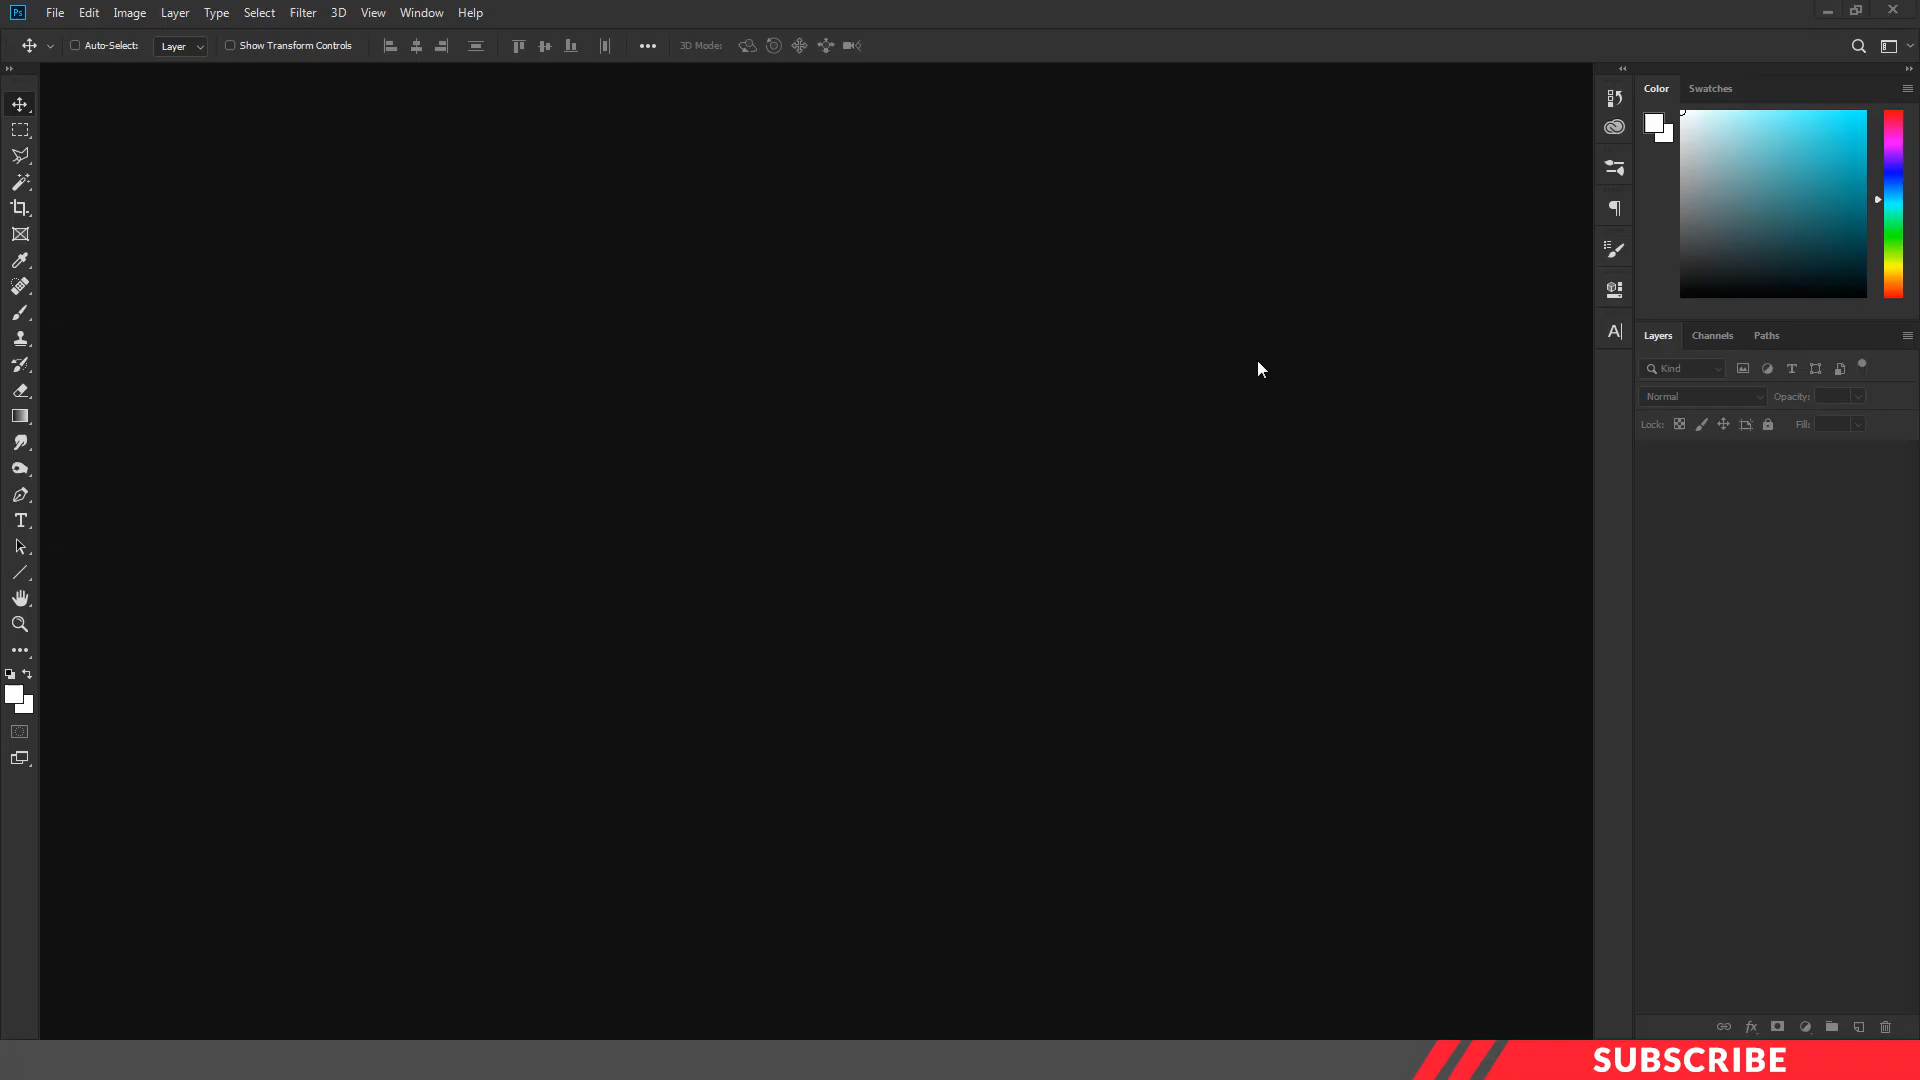 Ps File Edit Image Layer Type Select Filter 3D View Window Help
Auto-Select: Layer Show Transform Controls 3D Mode:
Color Swatches
Layers Channels Paths
Kind
Normal Opacity:
Lock: Fill:
SUBSCRIBE